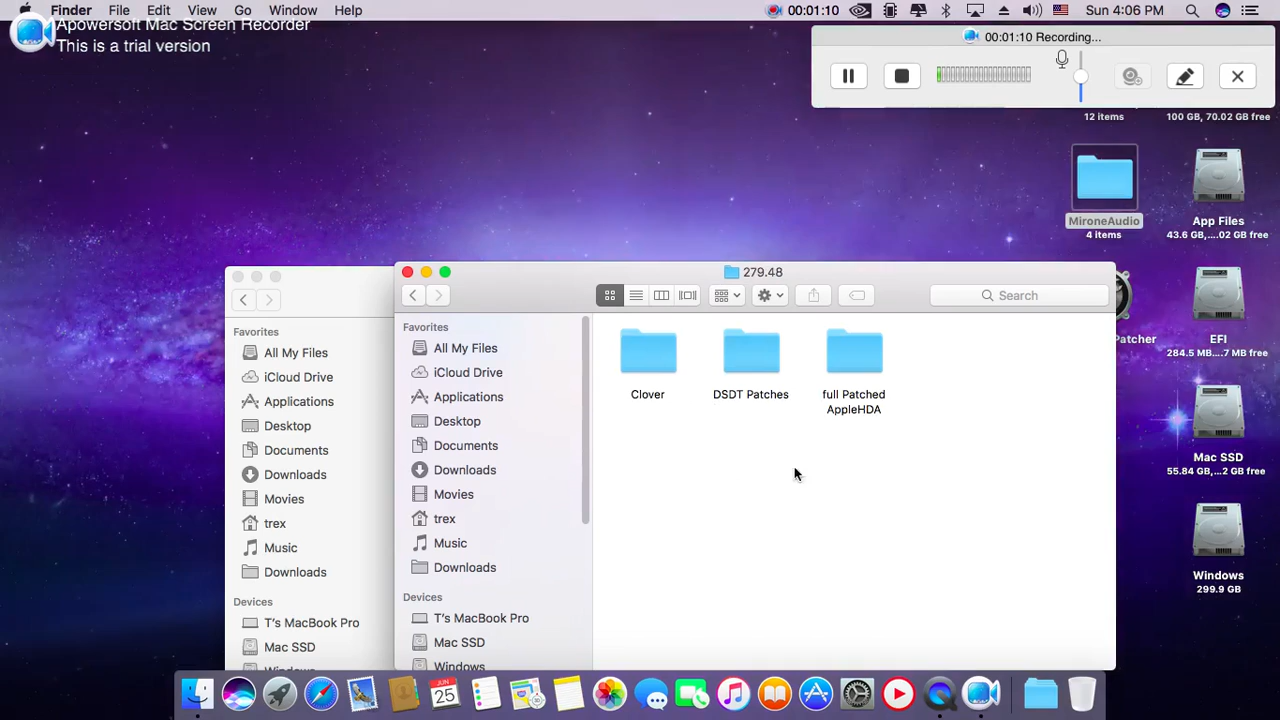 Finder File Edit View Go Window Help 00:01:10 Sun 4:06 PM
Apowersoft Mac Screen Recorder
This is a trial version
00:01:10 Recording...
12 items
100 GB, 70.02 GB free
MironeAudio
4 items
App Files
43.6 GB,....02 GB free
279.48
Search
Favorites
All My Files
iCloud Drive
Applications
Desktop
Documents
Downloads
Movies
trex
Music
Downloads
Devices
T's MacBook Pro
Mac SSD
Favorites
All My Files
iCloud Drive
Applications
Desktop
Documents
Downloads
Movies
trex
Music
Downloads
Devices
T's MacBook Pro
Mac SSD
Windows
Clover
DSDT Patches
full Patched
AppleHDA
Patcher
EFI
284.5 MB...7 MB free
Mac SSD
55.84 GB,...2 GB free
Windows
299.9 GB
JUN
25